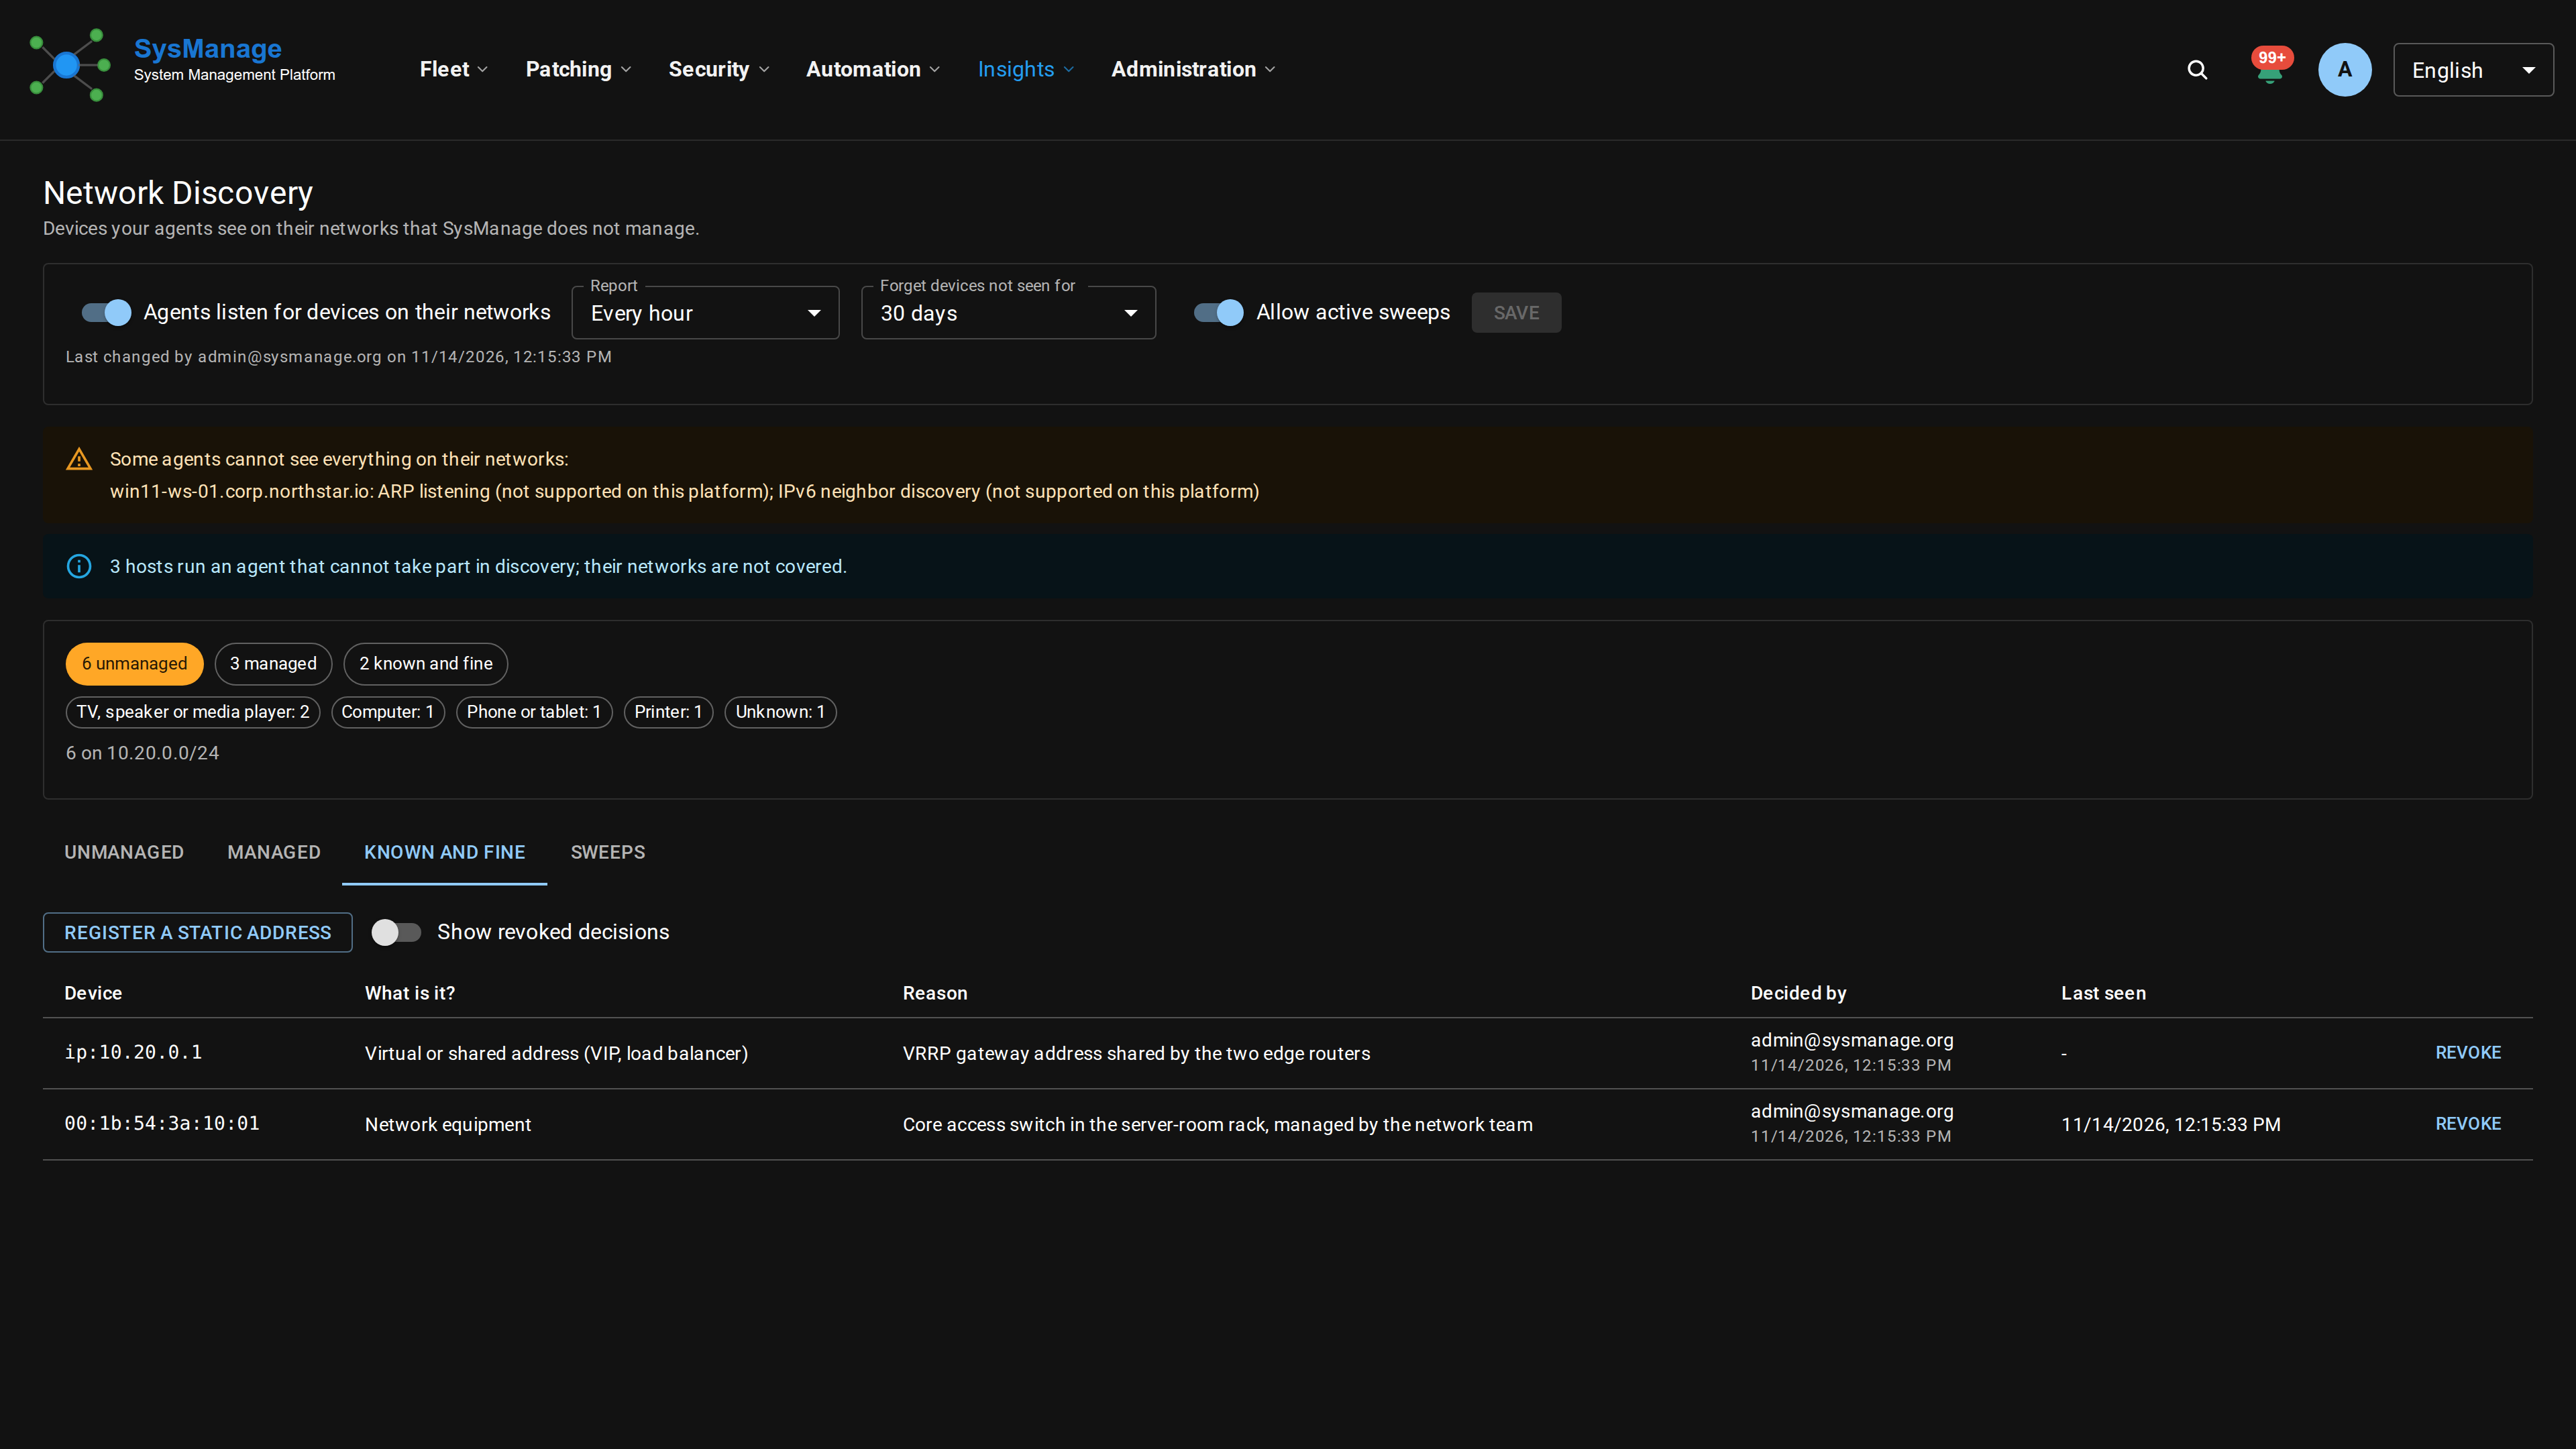 SysManage
System Management Platform
Fleet
Patching
Security
Automation
Insights
Administration
99+
A
English
Network Discovery
Devices your agents see on their networks that SysManage does not manage.
Agents listen for devices on their networks
Report
Every hour
Forget devices not seen for
30 days
Allow active sweeps
SAVE
Last changed by admin@sysmanage.org on 11/14/2026, 12:15:33 PM
Some agents cannot see everything on their networks:
win11-ws-01.corp.northstar.io: ARP listening (not supported on this platform); IPv6 neighbor discovery (not supported on this platform)
3 hosts run an agent that cannot take part in discovery; their networks are not covered.
6 unmanaged
3 managed
2 known and fine
TV, speaker or media player: 2
Computer: 1
Phone or tablet: 1
Printer: 1
Unknown: 1
6 on 10.20.0.0/24
UNMANAGED
MANAGED
KNOWN AND FINE
SWEEPS
REGISTER A STATIC ADDRESS
Show revoked decisions
Device
What is it?
Reason
Decided by
Last seen
ip:10.20.0.1
Virtual or shared address (VIP, load balancer)
VRRP gateway address shared by the two edge routers
admin@sysmanage.org
11/14/2026, 12:15:33 PM
-
REVOKE
00:1b:54:3a:10:01
Network equipment
Core access switch in the server-room rack, managed by the network team
admin@sysmanage.org
11/14/2026, 12:15:33 PM
11/14/2026, 12:15:33 PM
REVOKE